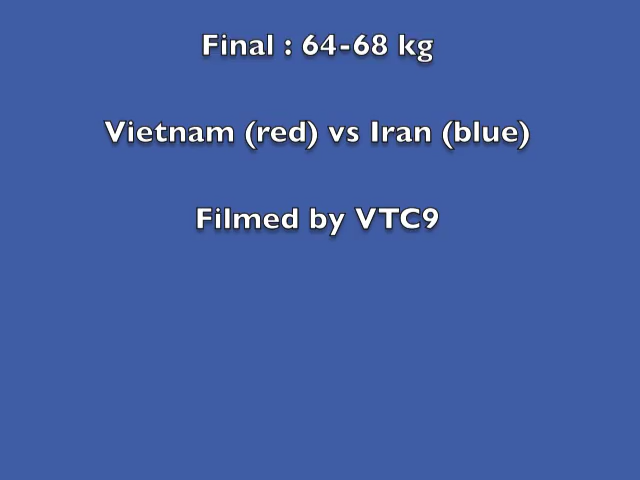 Final : 64-68 kg
Vietnam (red) vs Iran (blue)
Filmed by VTC9